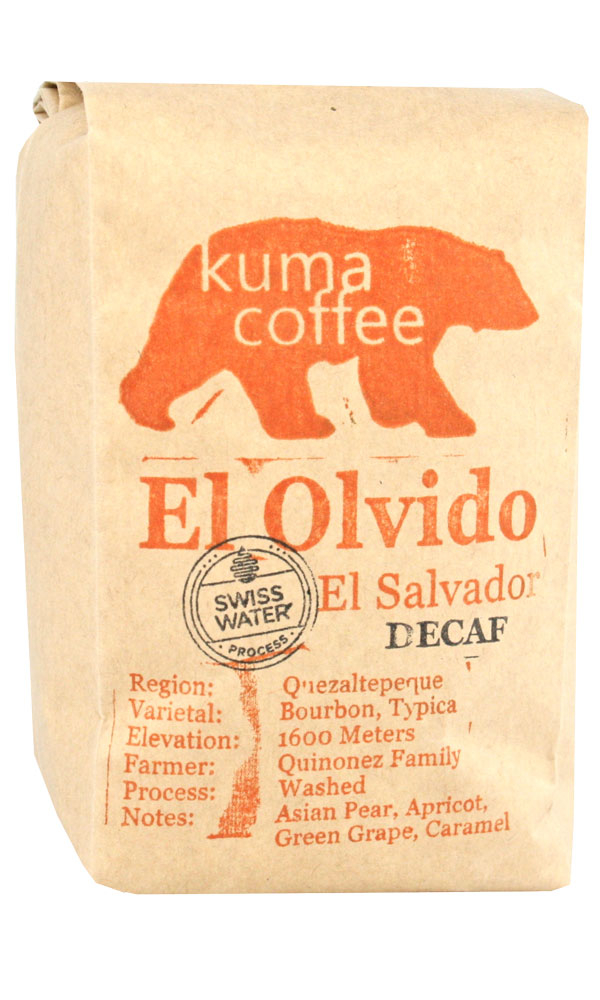 kuma
coffee
El Olvido
El Salvador
DECAF
SWISS
WATER
PROCESS
Region: Quezaltepeque
Varietal: Bourbon, Typica
Elevation: 1600 Meters
Farmer: Quinonez Family
Process: Washed
Notes: Asian Pear, Apricot,
Green Grape, Caramel